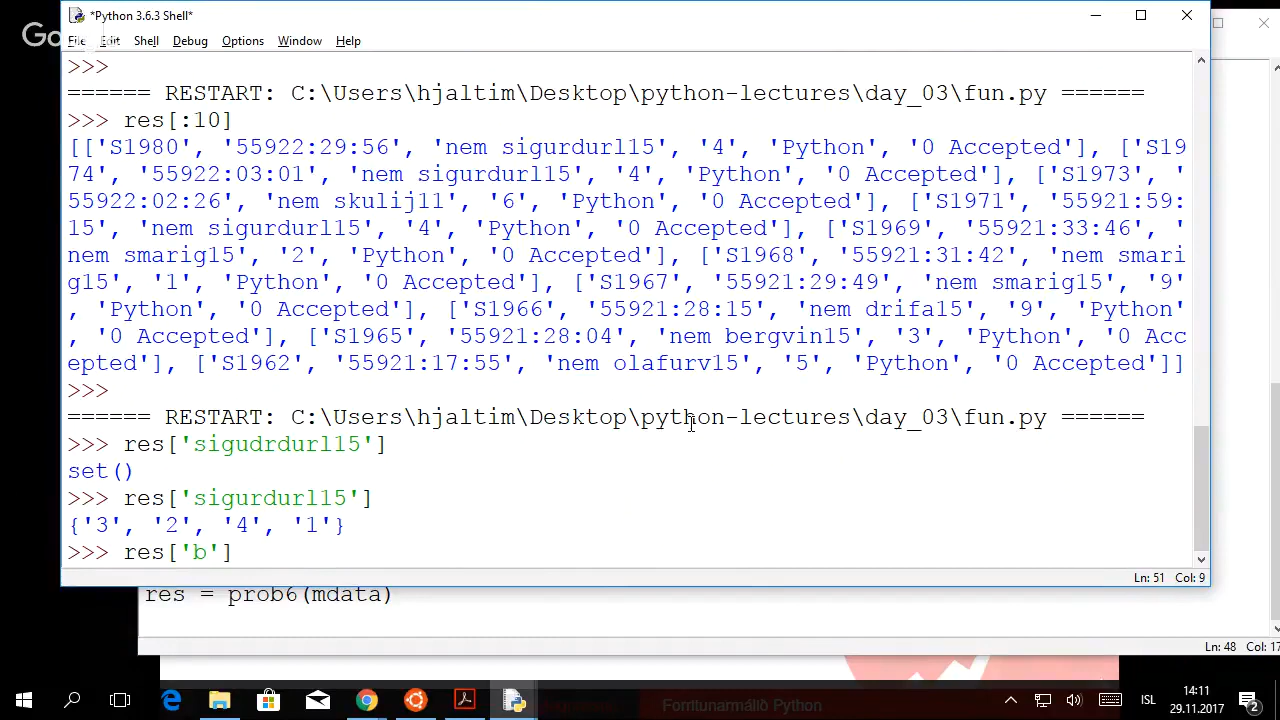 *Python 3.6.3 Shell*
File Edit Shell Debug Options Window Help
>>>
====== RESTART: C:\Users\hjaltim\Desktop\python-lectures\day_03\fun.py ======
>>> res[:10]
[['S1980', '55922:29:56', 'nem sigurdurl15', '4', 'Python', '0 Accepted'], ['S19
74', '55922:03:01', 'nem sigurdurl15', '4', 'Python', '0 Accepted'], ['S1973', '
55922:02:26', 'nem skulij11', '6', 'Python', '0 Accepted'], ['S1971', '55921:59:
15', 'nem sigurdurl15', '4', 'Python', '0 Accepted'], ['S1969', '55921:33:46', '
nem smarig15', '2', 'Python', '0 Accepted'], ['S1968', '55921:31:42', 'nem smari
g15', '1', 'Python', '0 Accepted'], ['S1967', '55921:29:49', 'nem smarig15', '9'
, 'Python', '0 Accepted'], ['S1966', '55921:28:15', 'nem drifa15', '9', 'Python'
, '0 Accepted'], ['S1965', '55921:28:04', 'nem bergvin15', '3', 'Python', '0 Acc
epted'], ['S1962', '55921:17:55', 'nem olafurv15', '5', 'Python', '0 Accepted']]
>>>
====== RESTART: C:\Users\hjaltim\Desktop\python-lectures\day_03\fun.py ======
>>> res['sigudrdurl15']
set()
>>> res['sigurdurl15']
{'3', '2', '4', '1'}
>>> res['b']
Ln: 51 Col: 9
res = prob6(mdata)
Ln: 48 Col: 17
Forritunarmálið Python
ISL
14:11
29.11.2017
2